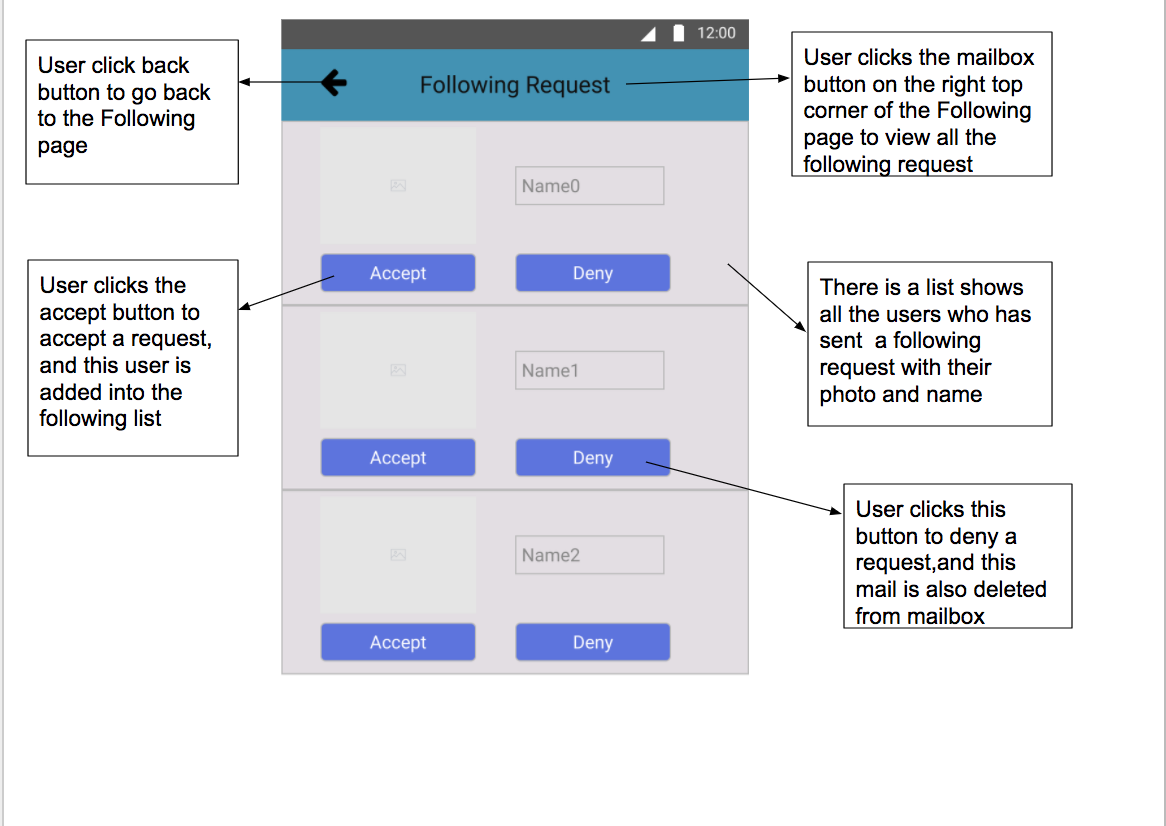 12:00
Following Request
User click back
button to go back
to the Following
page
User clicks the mailbox
button on the right top
corner of the Following
page to view all the
following request
Name0
Accept
Deny
User clicks the
accept button to
accept a request,
and this user is
added into the
following list
There is a list shows
all the users who has
sent  a following
request with their
photo and name
Name1
Accept
Deny
User clicks this
button to deny a
request,and this
mail is also deleted
from mailbox
Name2
Accept
Deny